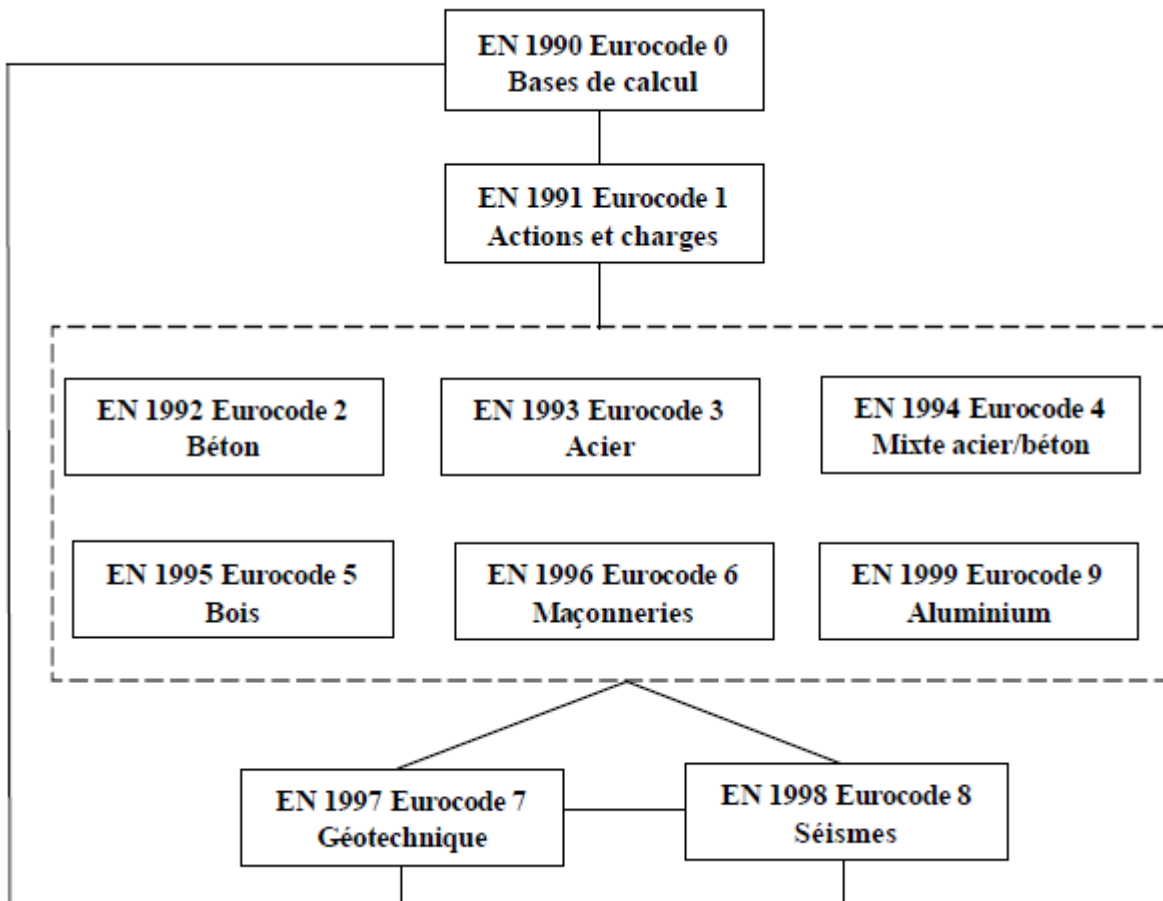 EN 1990 Eurocode 0
Bases de calcul
EN 1991 Eurocode 1
Actions et charges
EN 1992 Eurocode 2
Béton
EN 1993 Eurocode 3
Acier
EN 1994 Eurocode 4
Mixte acier/béton
EN 1995 Eurocode 5
Bois
EN 1996 Eurocode 6
Maçonneries
EN 1999 Eurocode 9
Aluminium
EN 1997 Eurocode 7
Géotechnique
EN 1998 Eurocode 8
Séismes